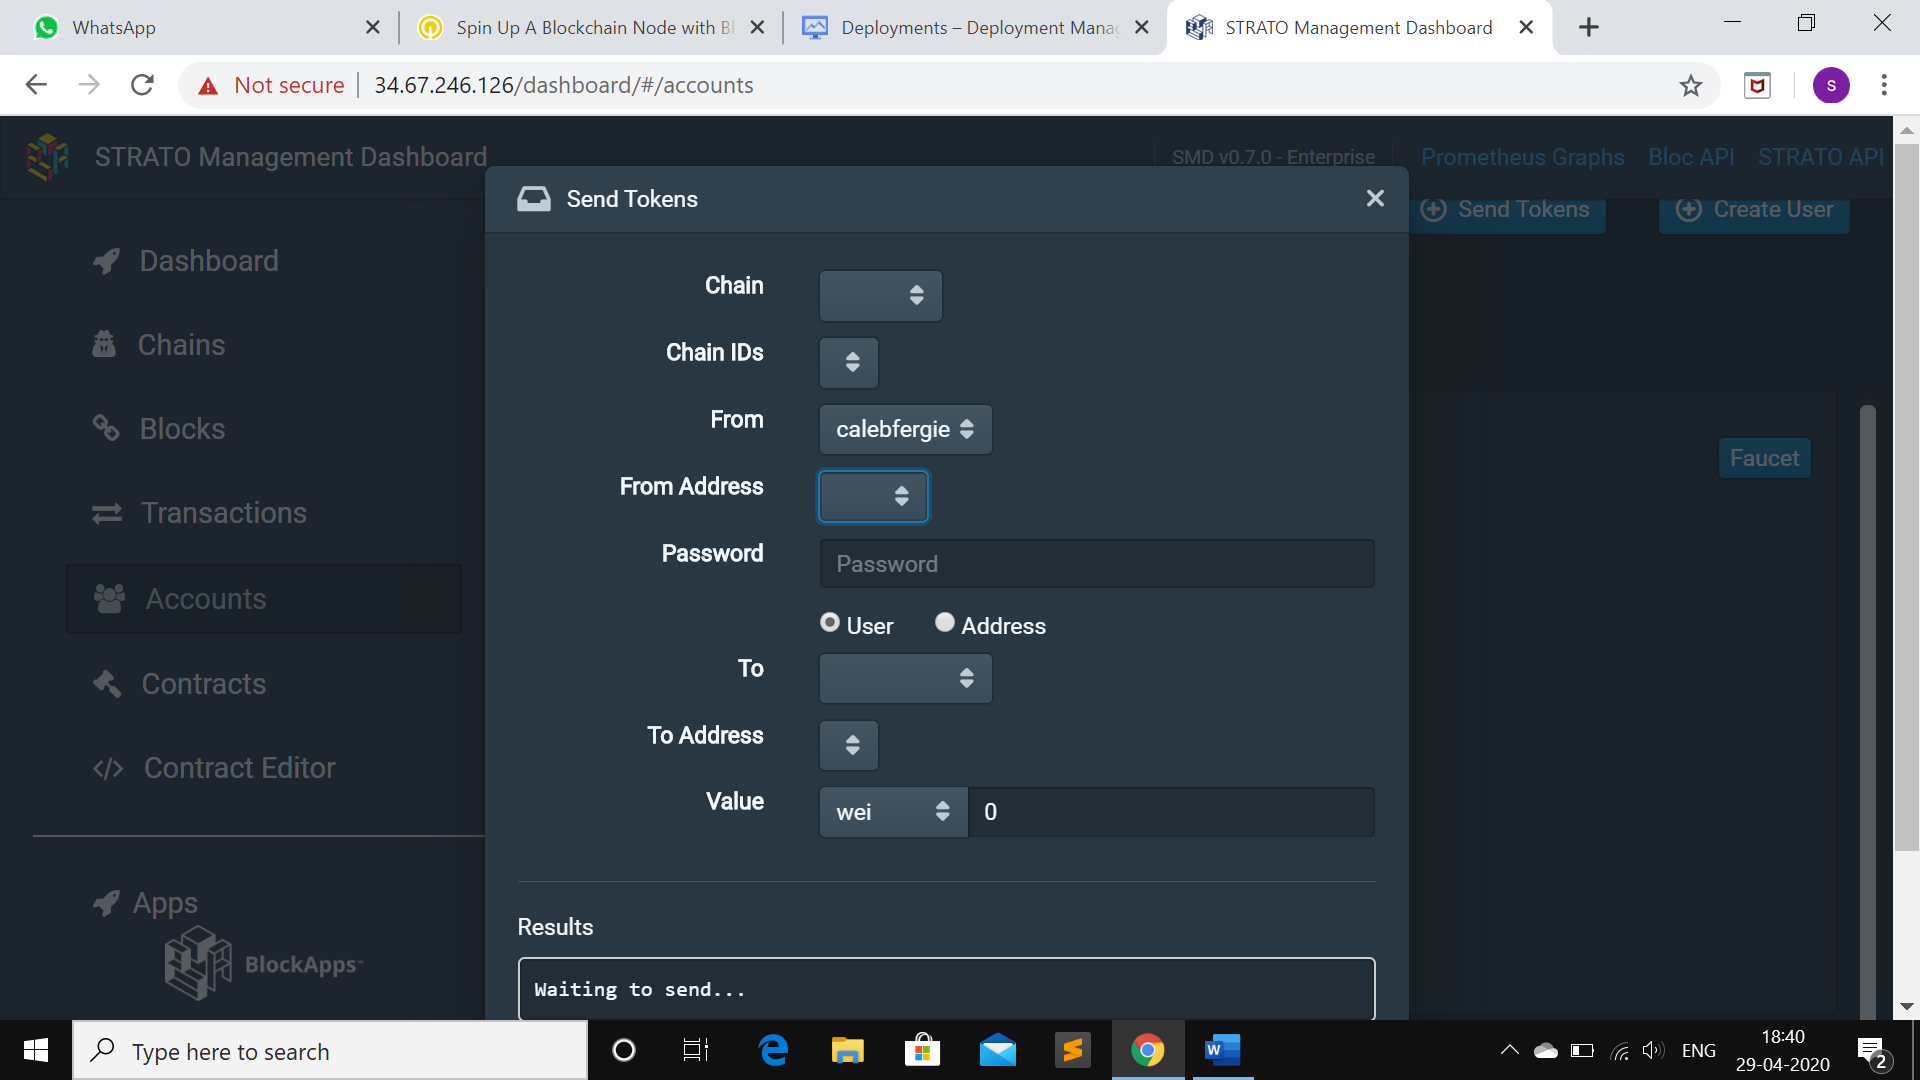 WhatsApp
Spin Up A Blockchain Node with Bl
Deployments – Deployment Manag
STRATO Management Dashboard
Not secure
34.67.246.126/dashboard/#/accounts
S
STRATO Management Dashboard
SMD v0.7.0 - Enterprise
Prometheus Graphs
Bloc API
STRATO API
Send Tokens
Send Tokens
Create User
Dashboard
Chains
Blocks
Transactions
Accounts
Contracts
Contract Editor
Apps
BlockApps™
Faucet
Chain
Chain IDs
From
calebfergie
From Address
Password
Password
User
Address
To
To Address
Value
wei
0
Results
Waiting to send...
Type here to search
ENG
18:40
29-04-2020
2